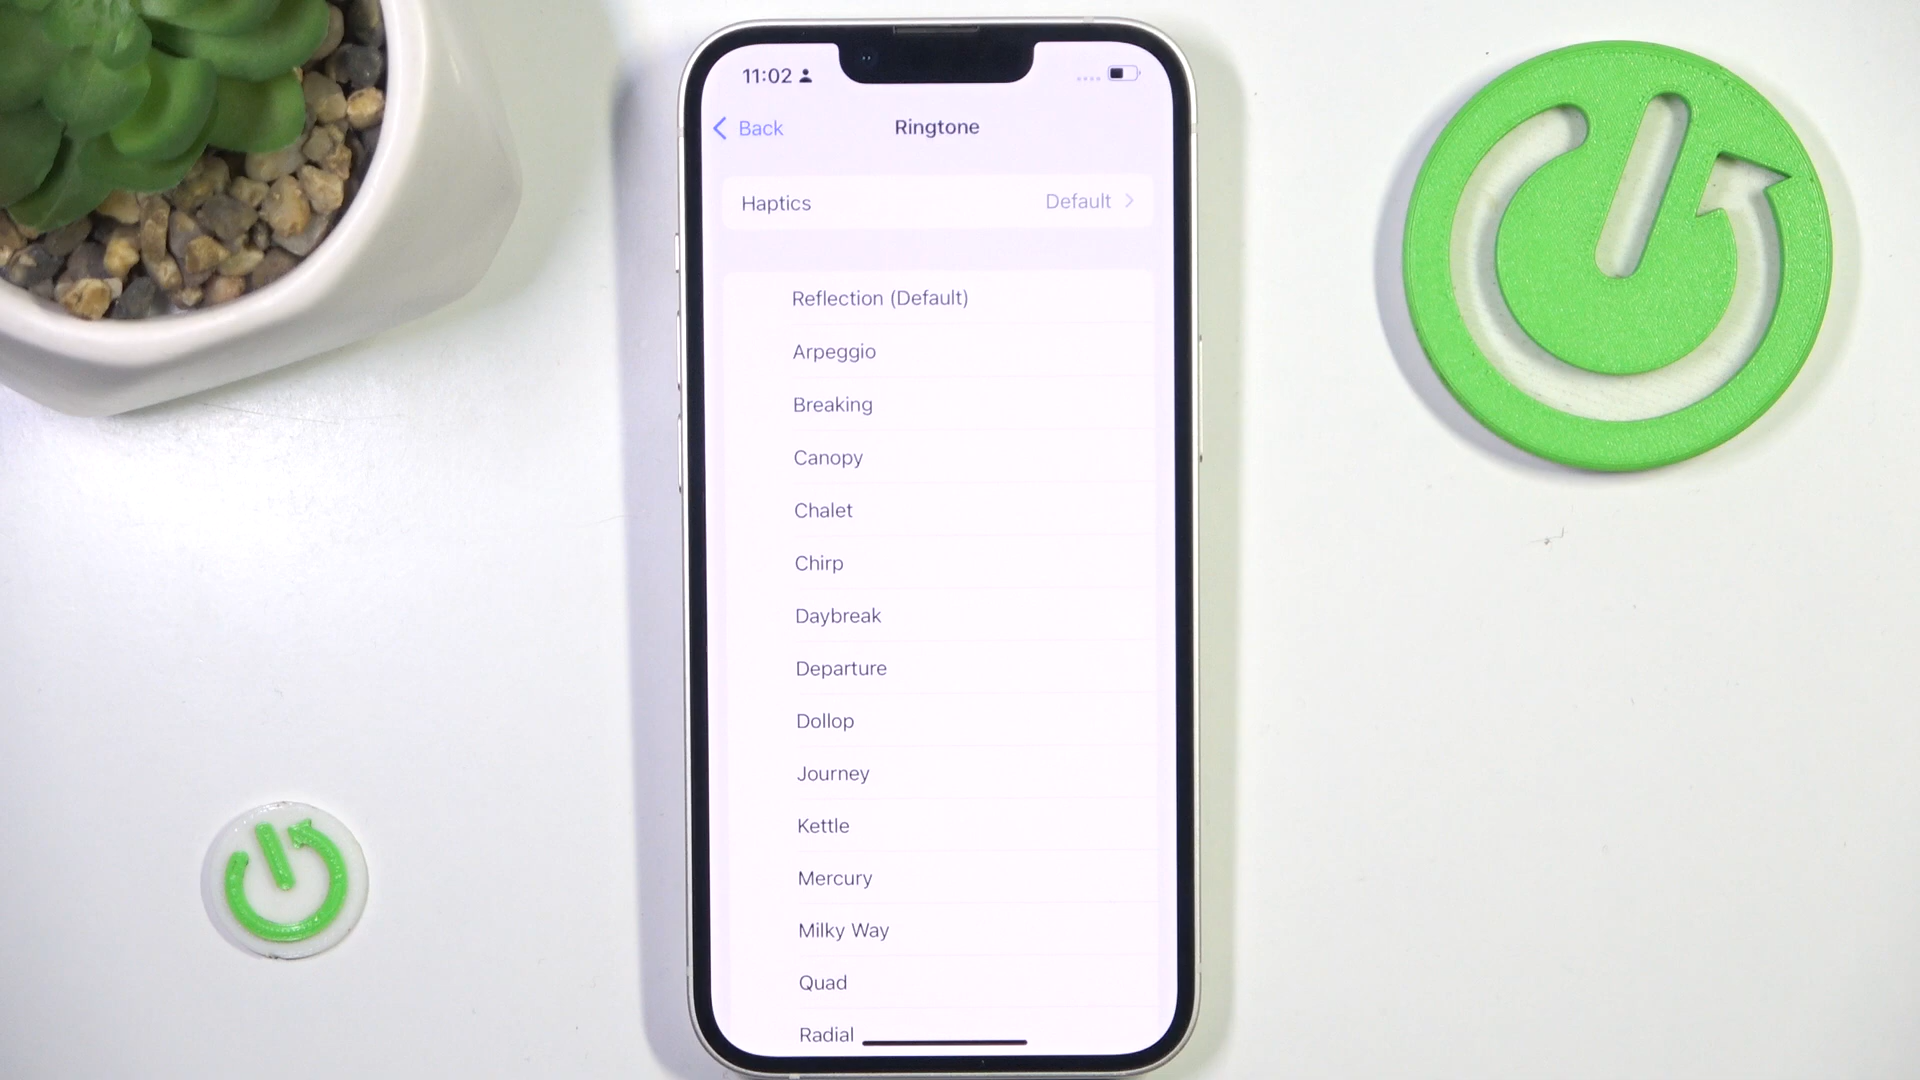 11:02
Back
Ringtone
Haptics Default
Reflection (Default)
Arpeggio
Breaking
Canopy
Chalet
Chirp
Daybreak
Departure
Dollop
Journey
Kettle
Mercury
Milky Way
Quad
Radial